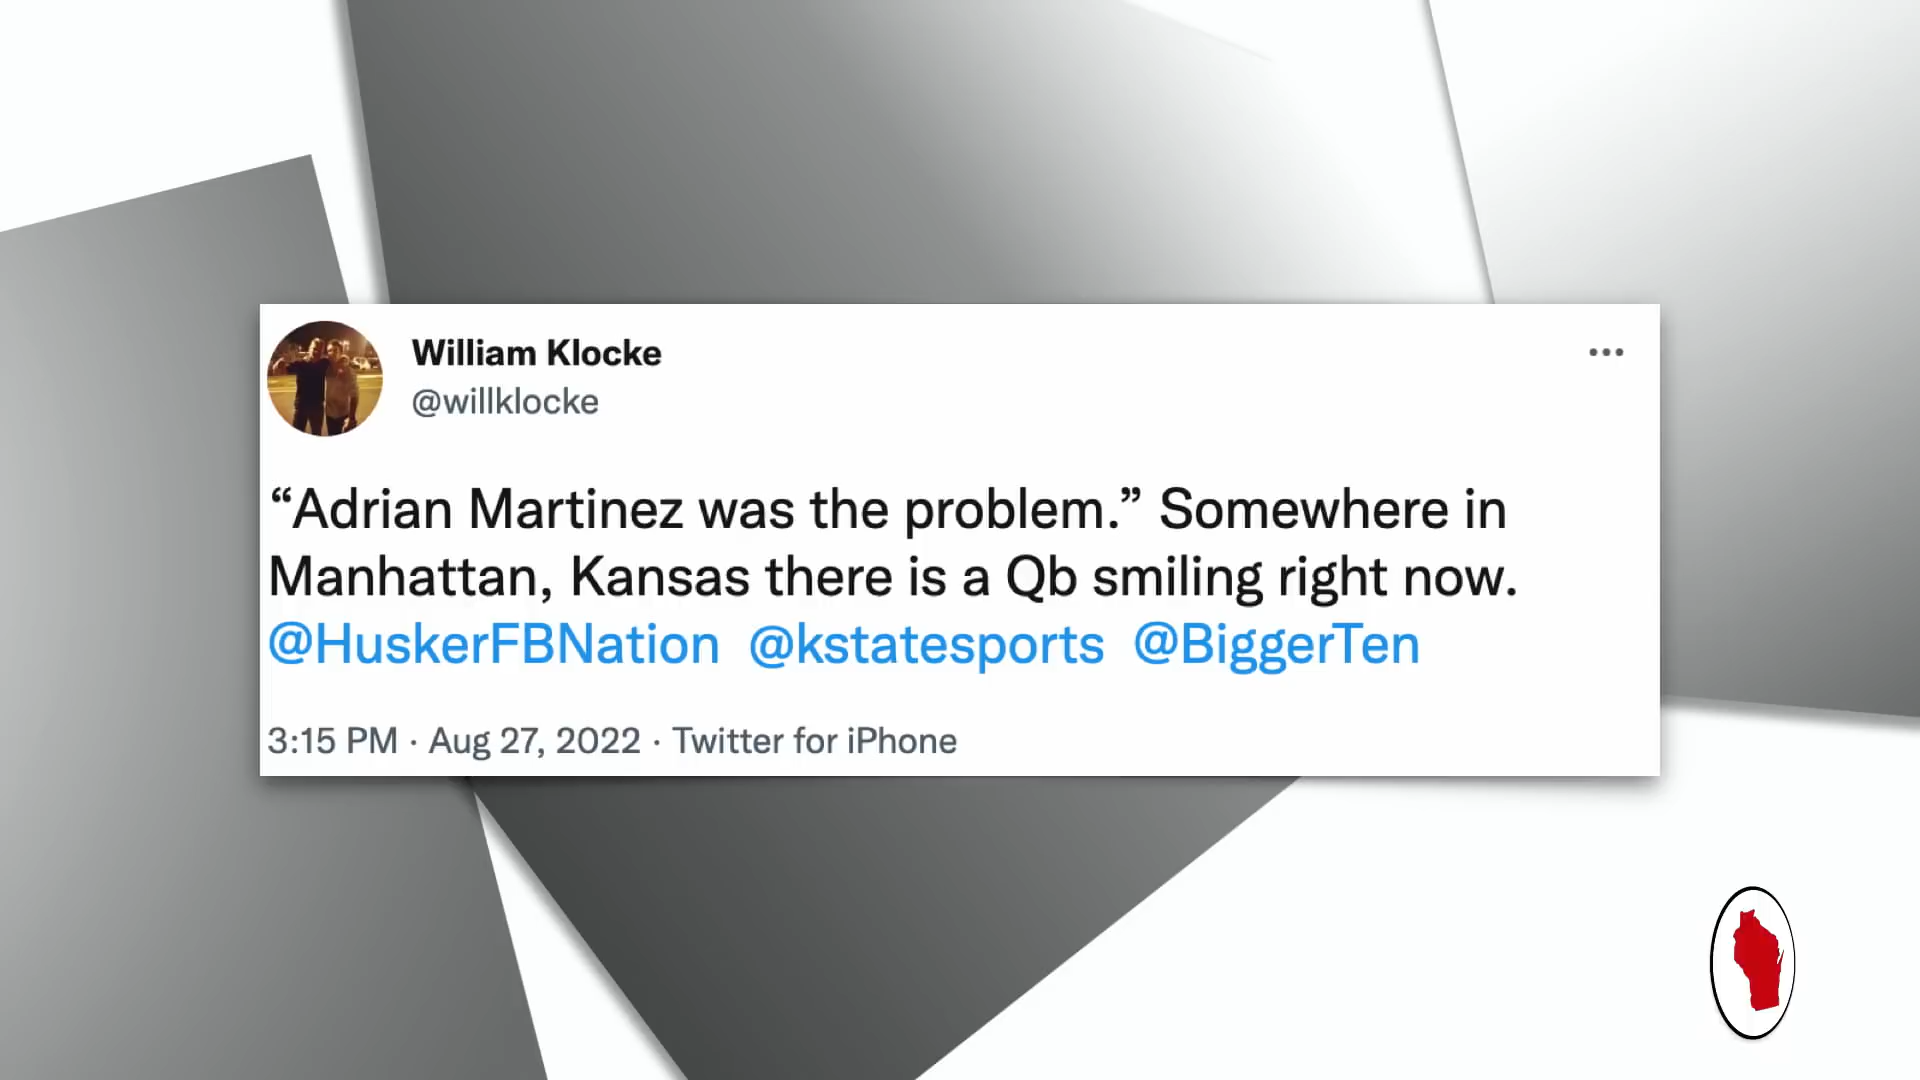 William Klocke
@willklocke
“Adrian Martinez was the problem.” Somewhere in
Manhattan, Kansas there is a Qb smiling right now.
@HuskerFBNation @kstatesports @BiggerTen
3:15 PM · Aug 27, 2022 · Twitter for iPhone